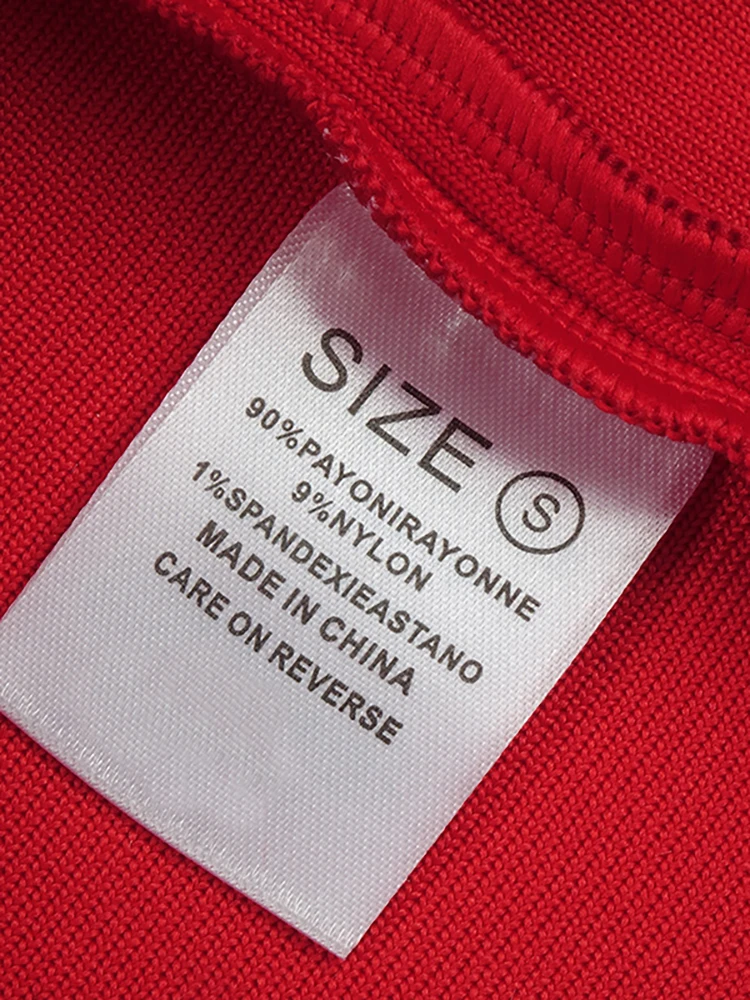 SIZE S
90%PAYONIRAYONNE
9%NYLON
1%SPANDEXIEASTANO
MADE IN CHINA
CARE ON REVERSE